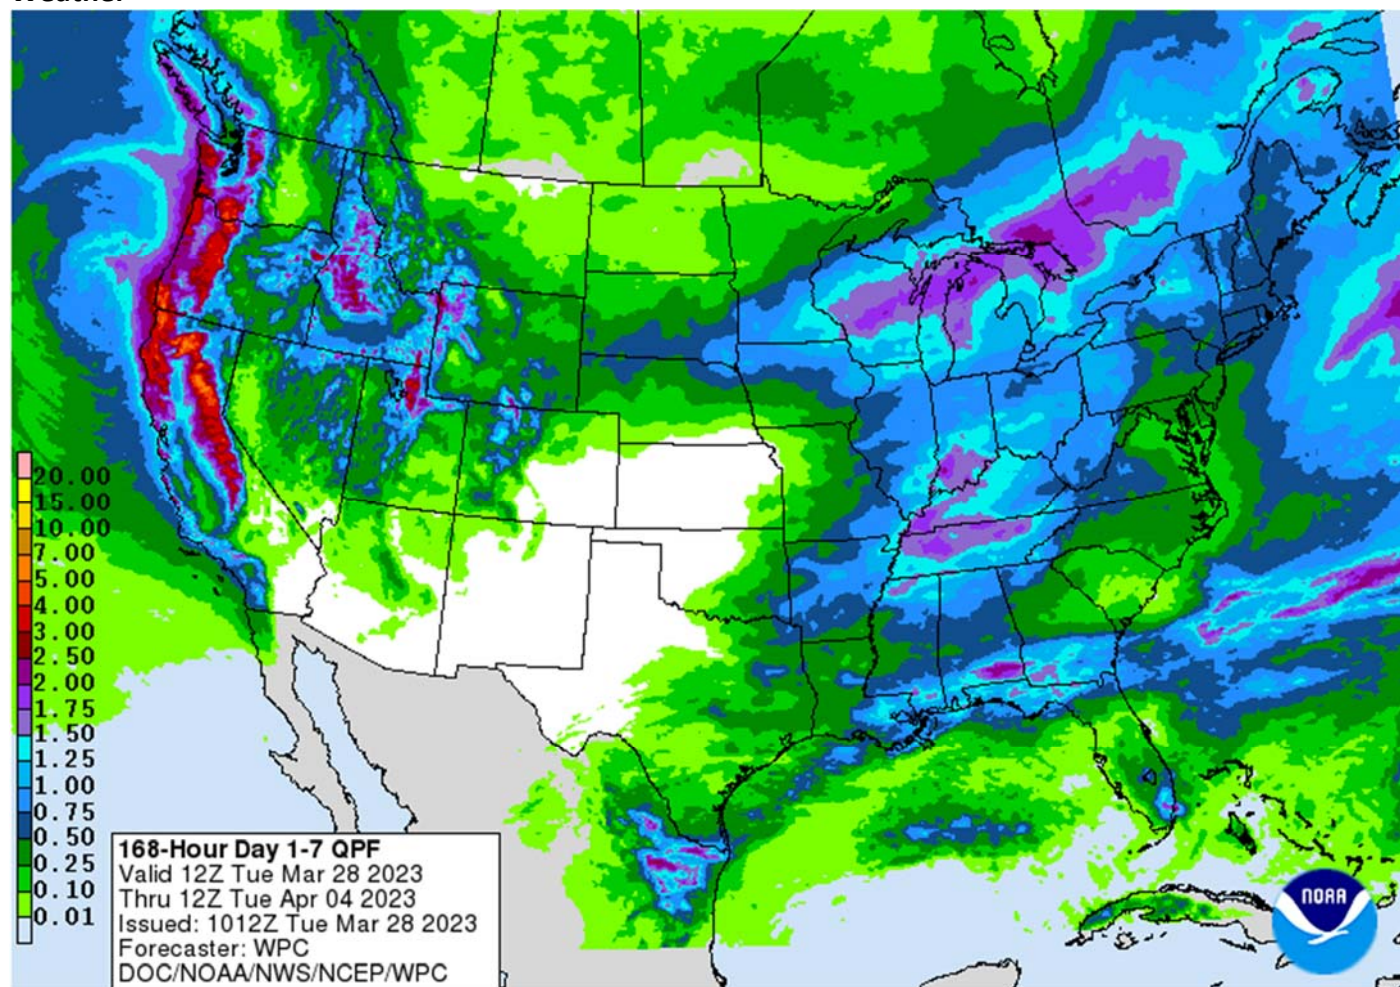 Weather
20.00
15.00
10.00
7.00
5.00
4.00
3.00
2.50
2.00
1.75
1.50
1.25
1.00
0.75
0.50
0.25
0.10
0.01
168-Hour Day 1-7 QPF
Valid 12Z Tue Mar 28 2023
Thru 12Z Tue Apr 04 2023
Issued: 1012Z Tue Mar 28 2023
Forecaster: WPC
DOC/NOAA/NWS/NCEP/WPC
NOAA